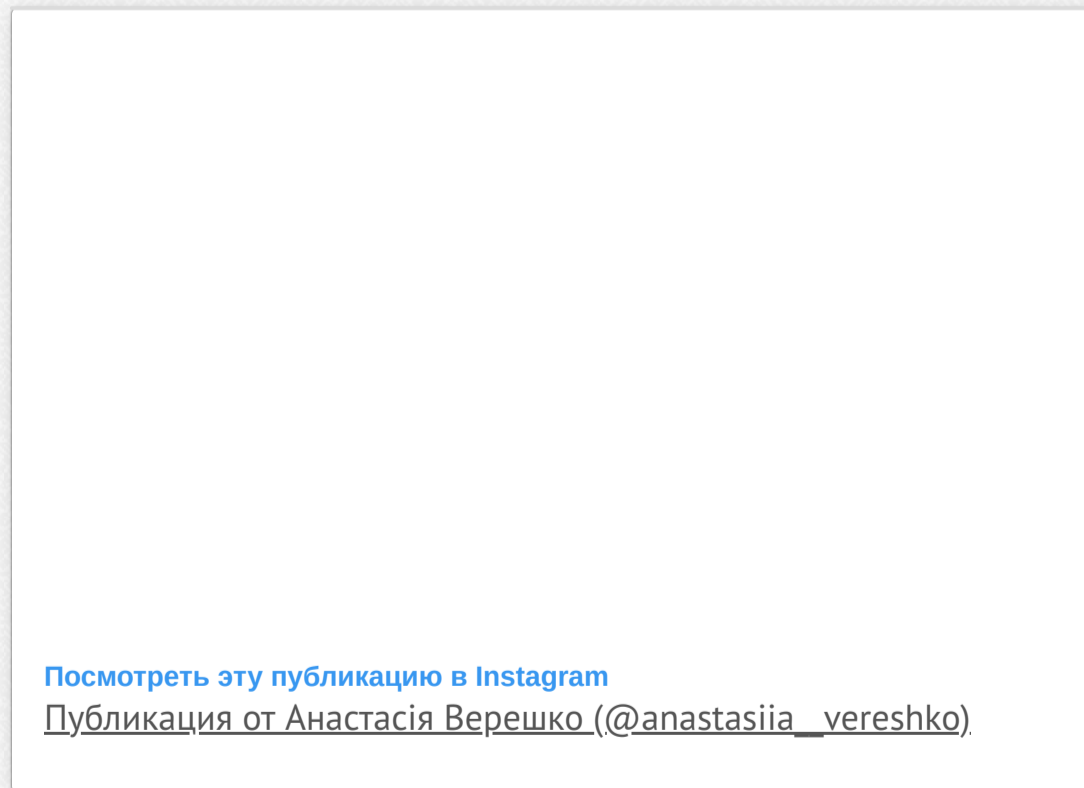 Посмотреть эту публикацию в Instagram
Публикация от Анастасія Верешко (@anastasiia__vereshko)